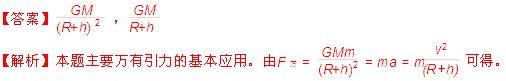 【答案】GM/(R+h)²，GM/R+h
【解析】本题主要万有引力的基本应用。由F万=GMm/(R+h)²=ma=mv²/(R+h)可得。